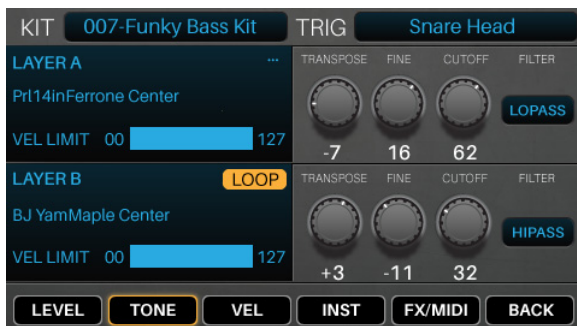 KIT 007-Funky Bass Kit TRIG Snare Head
LAYER A ...
TRANSPOSE FINE CUTOFF FILTER
Prl14inFerrone Center
LOPASS
VEL LIMIT 00 127
-7 16 62
LAYER B LOOP
TRANSPOSE FINE CUTOFF FILTER
BJ YamMaple Center
HIPASS
VEL LIMIT 00 127
+3 -11 32
LEVEL TONE VEL INST FX/MIDI BACK